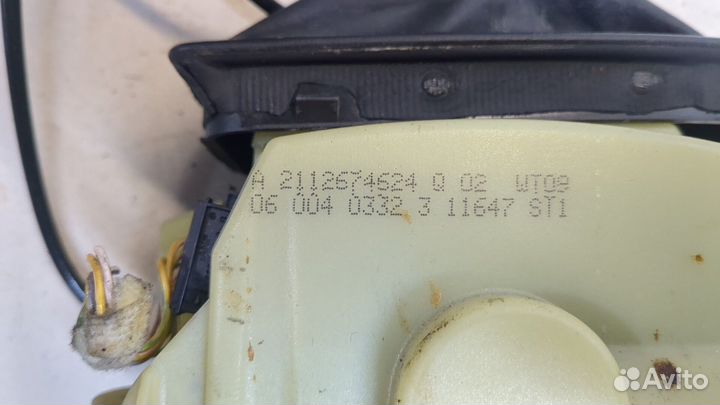 A 2112674624 Q 02 WT09
06 004 0332 3 11647 ST1
Avito